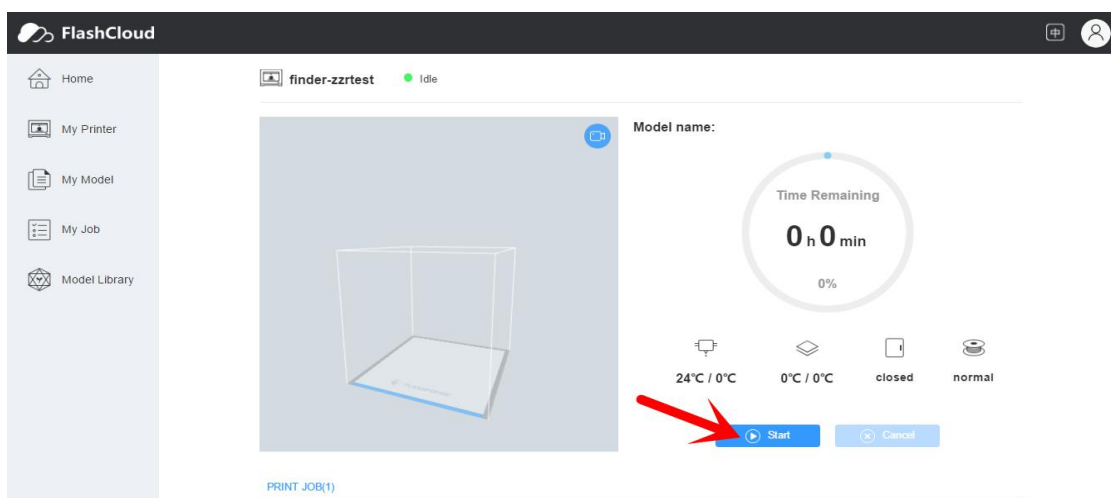 FlashCloud
中
Home
My Printer
My Model
My Job
Model Library
finder-zzrtest
Idle
Model name:
Time Remaining
0 h 0 min
0%
24℃ / 0℃
0℃ / 0℃
closed
normal
Start
Cancel
PRINT JOB(1)